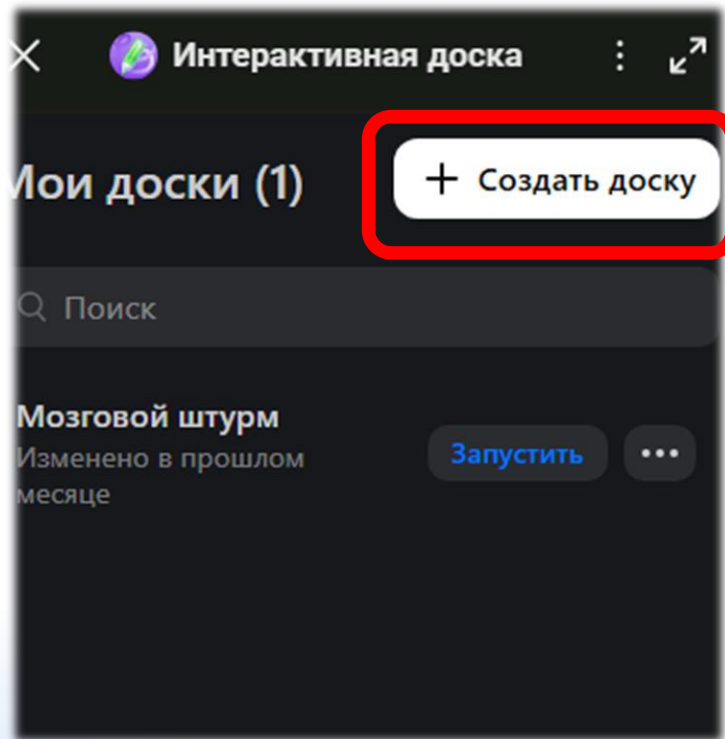 Интерактивная доска
Мои доски (1)
+ Создать доску
Поиск
Мозговой штурм
Изменено в прошлом
месяце
Запустить